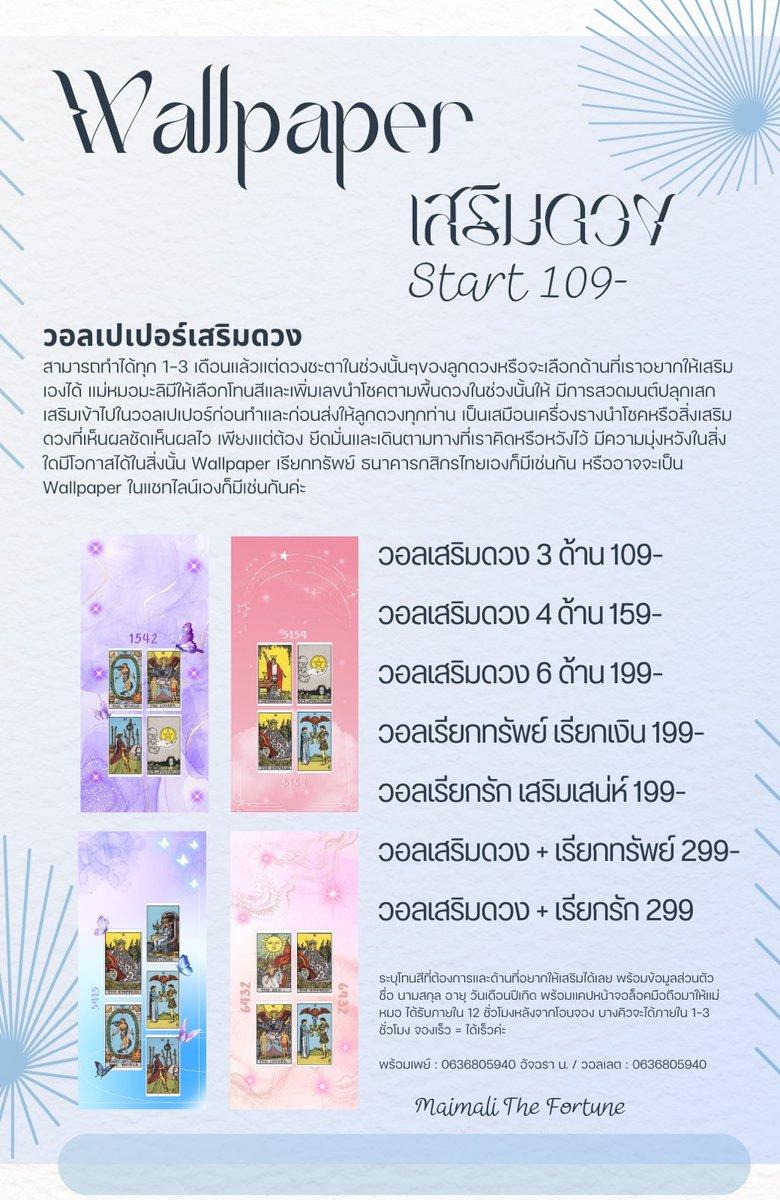 Wallpaper
เสริมดวง
Start 109-
วอลเปเปอร์เสริมดวง
สามารถทำได้ทุก 1-3 เดือนแล้วแต่ดวงชะตาในช่วงนั้นๆของลูกดวงหรือจะเลือกด้านที่เราอยากให้เสริม
เองได้ แม่หมอมะลิมีให้เลือกโทนสีและเพิ่มเลขนำโชคตามพื้นดวงในช่วงนั้นให้ มีการสวดมนต์ปลุกเสก
เสริมเข้าไปในวอลเปเปอร์ก่อนทำและก่อนส่งให้ลูกดวงทุกท่าน เป็นเสมือนเครื่องรางนำโชคหรือสิ่งเสริม
ดวงที่เห็นผลชัดเห็นผลไว เพียงแต่ต้อง ยึดมั่นและเดินตามทางที่เราคิดหรือหวังไว้ มีความมุ่งหวังในสิ่ง
ใดมีโอกาสได้ในสิ่งนั้น Wallpaper เรียกทรัพย์ ธนาคารกสิกรไทยเองก็มีเช่นกัน หรืออาจจะเป็น
Wallpaper ในแชทไลน์เองก็มีเช่นกันค่ะ
1542
THE WORLD
THE LOVERS
5154
THE EMPEROR
5154
วอลเสริมดวง 3 ด้าน 109-
วอลเสริมดวง 4 ด้าน 159-
วอลเสริมดวง 6 ด้าน 199-
วอลเรียกทรัพย์ เรียกเงิน 199-
วอลเรียกรัก เสริมเสน่ห์ 199-
วอลเสริมดวง + เรียกทรัพย์ 299-
วอลเสริมดวง + เรียกรัก 299
5415
6432
6432
THE LOVERS
ระบุโทนสีที่ต้องการและด้านที่อยากให้เสริมได้เลย พร้อมข้อมูลส่วนตัว
ชื่อ นามสกุล อายุ วันเดือนปีเกิด พร้อมแคปหน้าจอล็อคมือถือมาให้แม่
หมอ ได้รับภายใน 12 ชั่วโมงหลังจากโอนจอง บางคิวจะได้ภายใน 1-3
ชั่วโมง จองเร็ว = ได้เร็วค่ะ
พร้อมเพย์ : 0636805940 อัจฉรา น. / วอลเลต : 0636805940
Maimali The Fortune